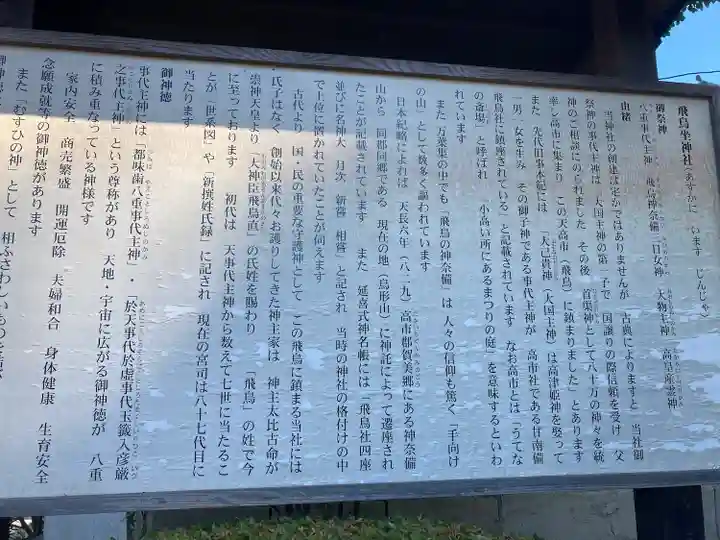 飛鳥坐神社（あすかに います じんじゃ）
御祭神
八重事代主神 飛鳥神奈備三日女神 大物主神 高皇産霊神
由緒
当神社の創建は定かではありませんが 古典によりますと 当社御
祭神の事代主神は 大国主神の第一子で 国譲りの際信頼を受け 父
神のご相談にのられました その後 首渠神として八十万の神々を統
率し高市に集まり この天高市（飛鳥）に鎮まりました」とあります
また 先代旧事本紀には「大己貴神（大国主神）は高津姫神を娶って
一男一女を生み その御子神である事代主神が 高市社である甘南備
飛鳥社に鎮座されている」と記載されています なお高市とは「うてな
の斎場」と呼ばれ 小高い所にあるまつりの庭」を意味するといわ
れています
また 万葉集の中でも「飛鳥の神奈備」は 人々の信仰も篤く「手向け
の山」として数多く謳われています
日本紀略によれば 天長六年（八二九）高市郡賀美郷にある神奈備
山から 同郡同郷である 現在の地（鳥形山）に神託によって遷座され
たことが記載されています また 延喜式神名帳には「飛鳥社四座
並びに名神大 月次 新嘗 相嘗」と記され 当時の神社の格付けの中
で上位に置かれていたことが伺えます
古代より 国・民の重要な守護神として この飛鳥に鎮まる当社には
氏子はなく 創始以来代々お護りしてきた神主家は 神主太比古命が
崇神天皇より「大神臣飛鳥直」の氏姓を賜わり 「飛鳥」の姓で今
に至って打ります 初代は 天事代主神から数えて七世に当たるこ
とが「世系図」や「新撰姓氏録」に記され 現在の宮司は八十七代目に
当たります
御神徳
事代主神には「都味歯八重事代主神」・「於天事代於虚事代玉籤入彦厳
之事代主神」という尊称があり 天地・宇宙に広がる御神徳が 八重
に積み重なっている神様です
家内安全 商売繁盛 開運厄除 夫婦和合 身体健康 生育安全
念願成就等の御神徳があります
また「むすひの神」として 相ふさわしいものを結